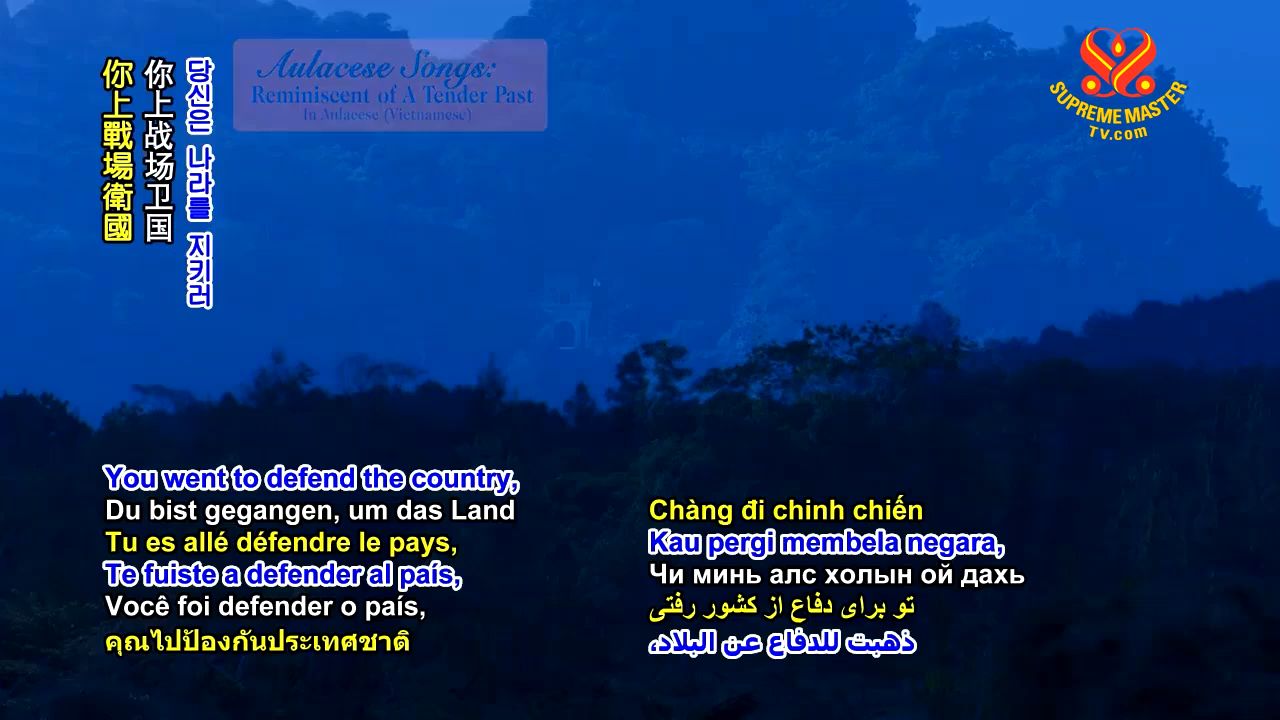 你上戰場衛國
你上战场卫国
당신은 나라를 지키러
Aulacese Songs:
Reminiscent of A Tender Past
In Aulacese (Vietnamese)
SUPREME MASTER
TV.com
You went to defend the country,
Du bist gegangen, um das Land
Tu es allé défendre le pays,
Te fuiste a defender al país,
Você foi defender o país,
คุณไปป้องกันประเทศชาติ
Chàng đi chinh chiến
Kau pergi membela negara,
Чи минь алс холын ой дахь
تو برای دفاع از کشور رفتی
ذهبت للدفاع عن البلاد،